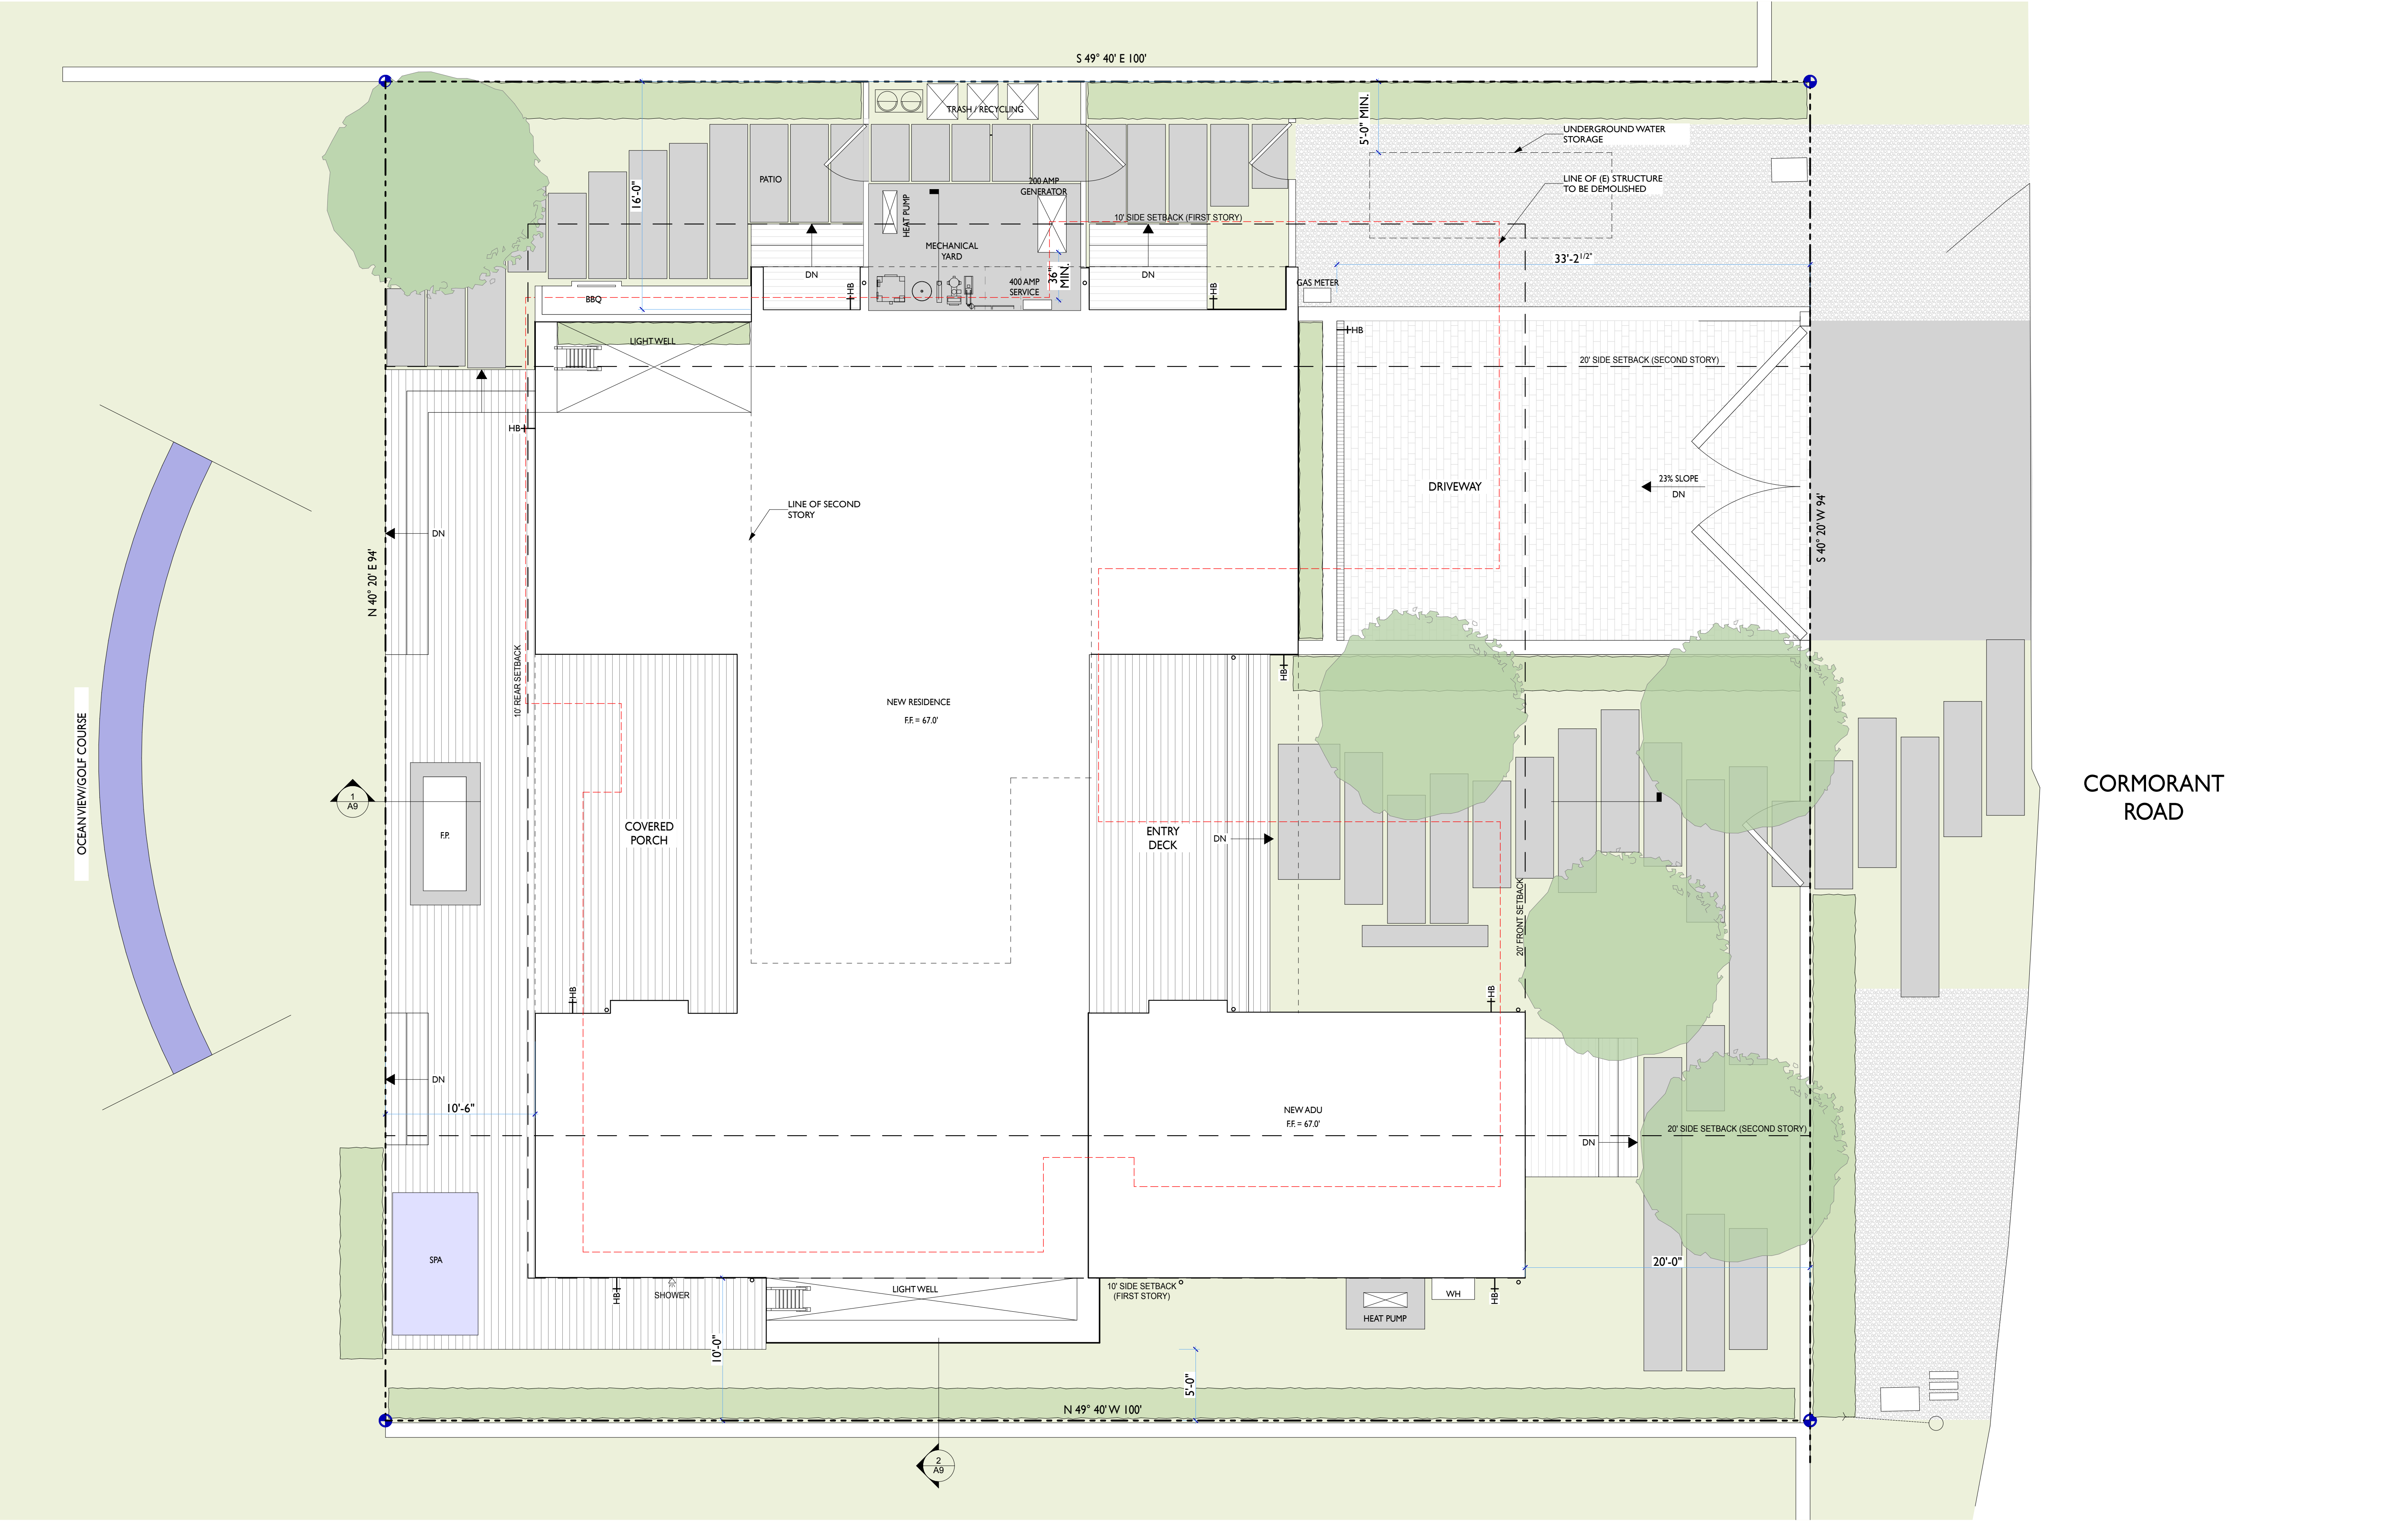 S 49° 40' E 100'
TRASH / RECYCLING
5'-0" MIN.
UNDERGROUND WATER
STORAGE
PATIO
16'-0"
200 AMP
GENERATOR
LINE OF (E) STRUCTURE
TO BE DEMOLISHED
HEAT PUMP
10' SIDE SETBACK (FIRST STORY)
MECHANICAL
YARD
33'-2 1/2"
DN
DN
36"
MIN.
400 AMP
SERVICE
GAS METER
BBQ
HB
HB
HB
LIGHT WELL
20' SIDE SETBACK (SECOND STORY)
HB
23% SLOPE
DN
DRIVEWAY
LINE OF SECOND
STORY
DN
N 40° 20' E 94'
S 40° 20' W 94'
HB
10' REAR SETBACK
NEW RESIDENCE
F.F. = 67.0'
OCEAN VIEW/GOLF COURSE
CORMORANT
ROAD
1
A9
F.P.
COVERED
PORCH
ENTRY
DECK
DN
20' FRONT SETBACK
HB
HB
DN
10'-6"
NEW ADU
F.F. = 67.0'
20' SIDE SETBACK (SECOND STORY)
DN
SPA
20'-0"
HB
SHOWER
LIGHT WELL
10' SIDE SETBACK
(FIRST STORY)
WH
HB
HEAT PUMP
10'-0"
5'-0"
N 49° 40' W 100'
2
A9